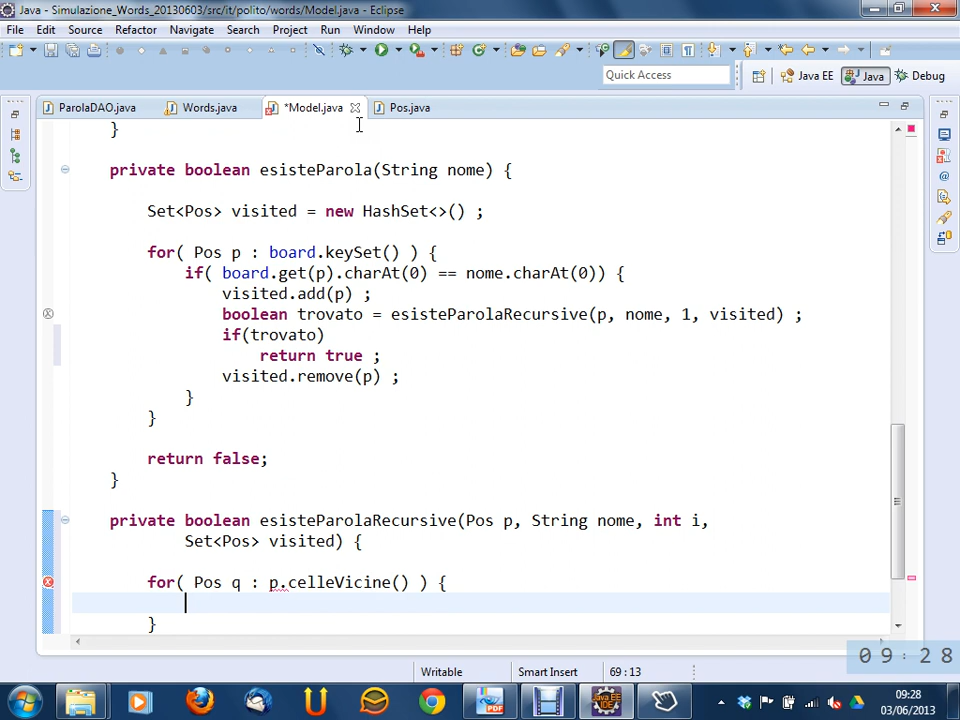 Java - Simulazione_Words_20130603/src/it/polito/words/Model.java - Eclipse
File Edit Source Refactor Navigate Search Project Run Window Help
Quick Access
Java EE Java Debug
ParolaDAO.java Words.java *Model.java Pos.java
}
private boolean esisteParola(String nome) {
Set<Pos> visited = new HashSet<>() ;
for( Pos p : board.keySet() ) {
if( board.get(p).charAt(0) == nome.charAt(0)) {
visited.add(p) ;
boolean trovato = esisteParolaRecursive(p, nome, 1, visited) ;
if(trovato)
return true ;
visited.remove(p) ;
}
}
return false;
}
private boolean esisteParolaRecursive(Pos p, String nome, int i,
Set<Pos> visited) {
for( Pos q : p.celleVicine() ) {
}
09:28
Writable Smart Insert 69 : 13
09:28
03/06/2013